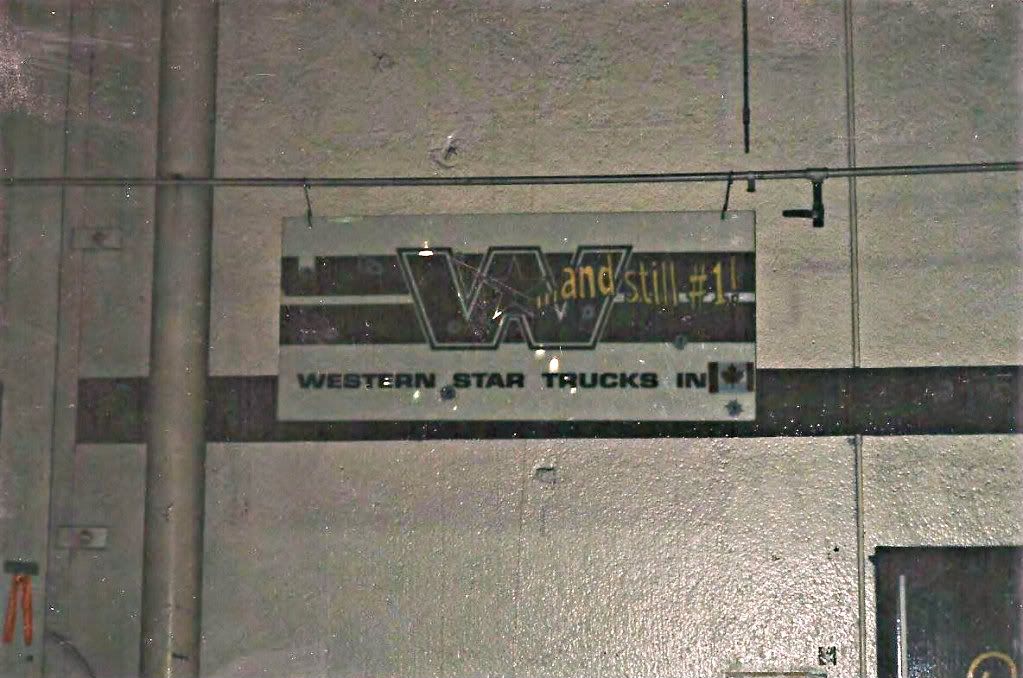 W
...and still #1!
WESTERN STAR TRUCKS IN